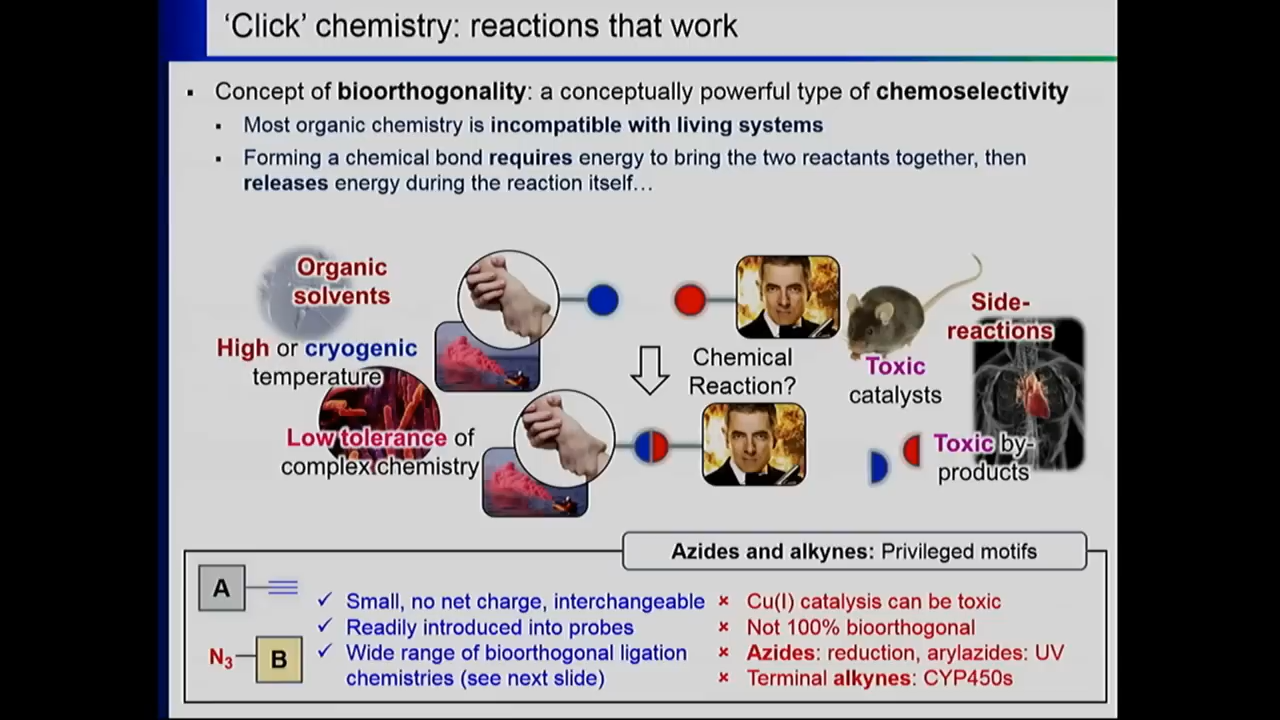 ‘Click’ chemistry: reactions that work
▪ Concept of bioorthogonality: a conceptually powerful type of chemoselectivity
▪ Most organic chemistry is incompatible with living systems
▪ Forming a chemical bond requires energy to bring the two reactants together, then
releases energy during the reaction itself…
Organic
solvents
High or cryogenic
temperature
Low tolerance of
complex chemistry
Chemical
Reaction?
Toxic
catalysts
Side-
reactions
Toxic by-
products
Azides and alkynes: Privileged motifs
A
N3 B
✓ Small, no net charge, interchangeable
✓ Readily introduced into probes
✓ Wide range of bioorthogonal ligation
chemistries (see next slide)
× Cu(I) catalysis can be toxic
× Not 100% bioorthogonal
× Azides: reduction, arylazides: UV
× Terminal alkynes: CYP450s